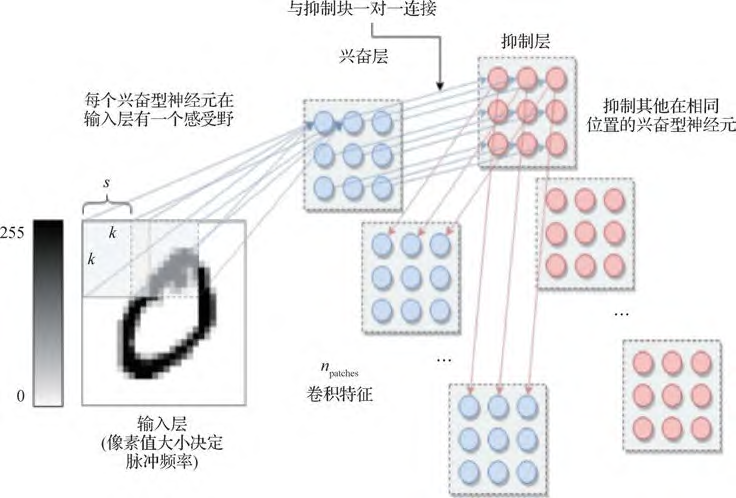 与抑制块一对一连接
兴奋层
抑制层
每个兴奋型神经元在
输入层有一个感受野
抑制其他在相同
位置的兴奋型神经元
s
k
k
255
0
输入层
(像素值大小决定
脉冲频率)
n patches
卷积特征
...
...